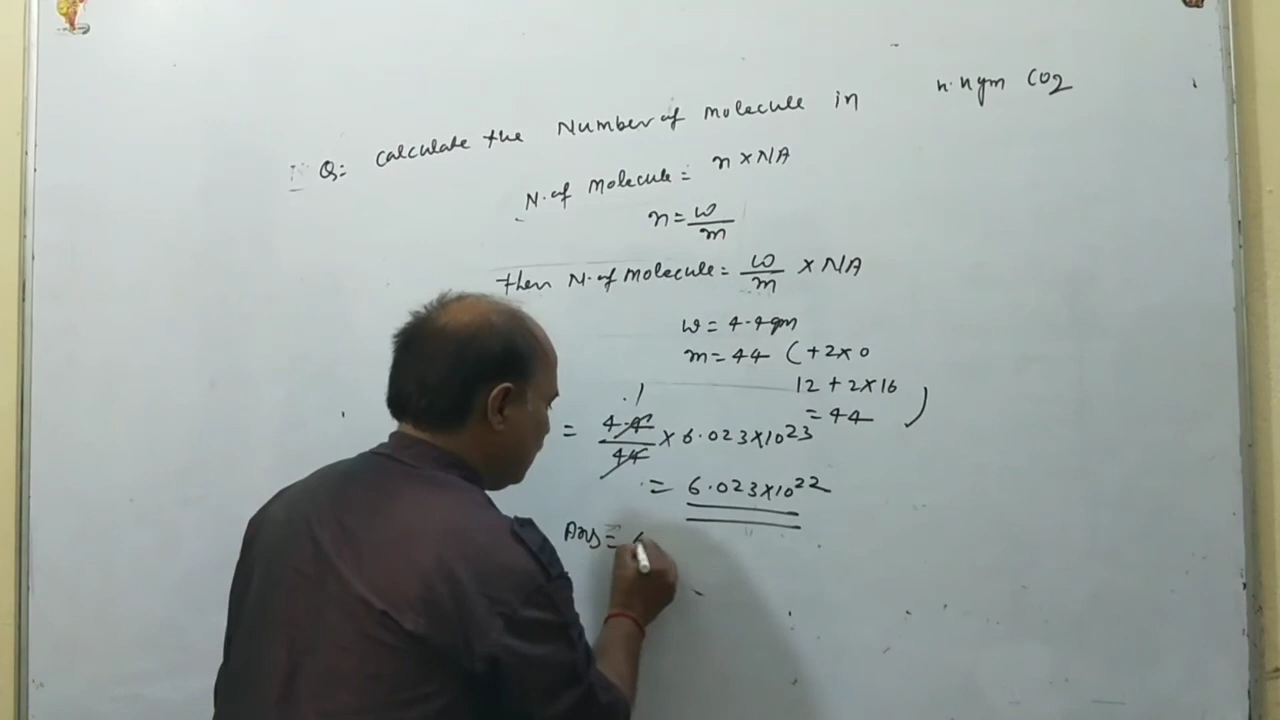 Q:= Calculate the Number of molecule in 4.4gm CO2
N.of molecule = n × NA
n = w/m
then N.of molecule = w/m × NA
w = 4.4gm
m = 44 (C+2×O
12 + 2×16
= 44)
.1
= 4.4/44 × 6.023×10^23
= 6.023×10^22
Ans =